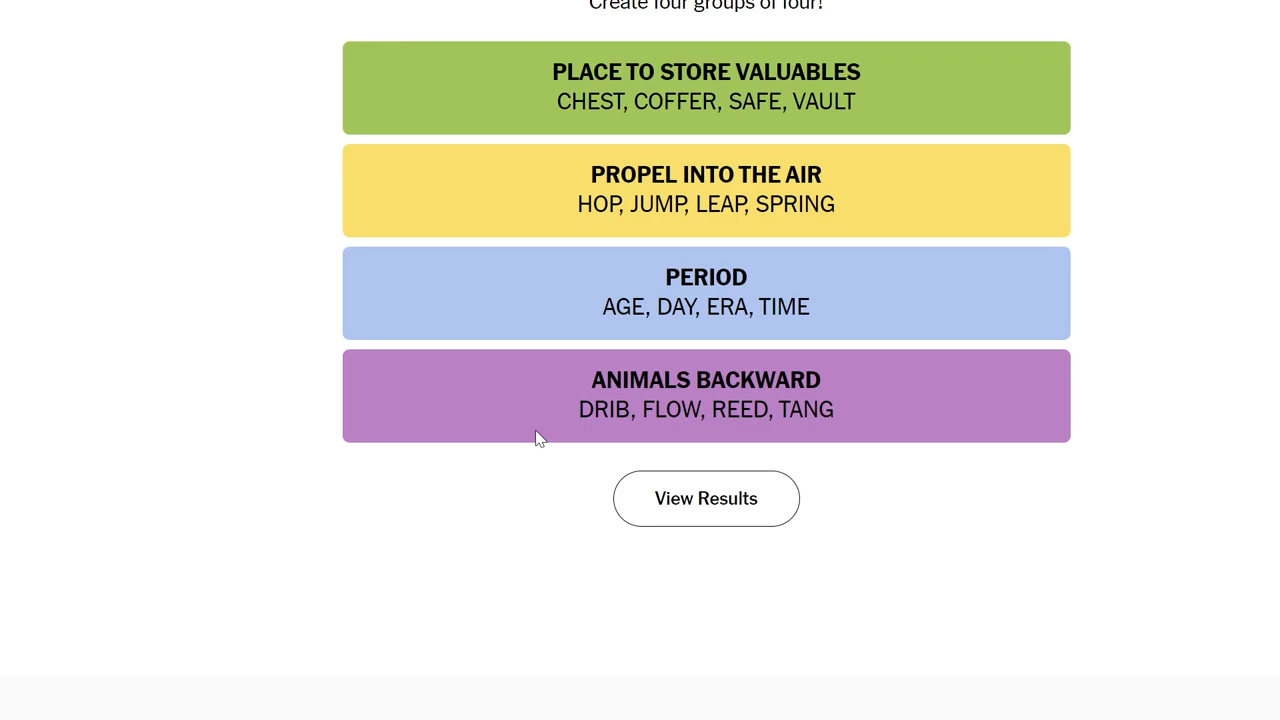 Create four groups of four!
PLACE TO STORE VALUABLES
CHEST, COFFER, SAFE, VAULT
PROPEL INTO THE AIR
HOP, JUMP, LEAP, SPRING
PERIOD
AGE, DAY, ERA, TIME
ANIMALS BACKWARD
DRIB, FLOW, REED, TANG
View Results